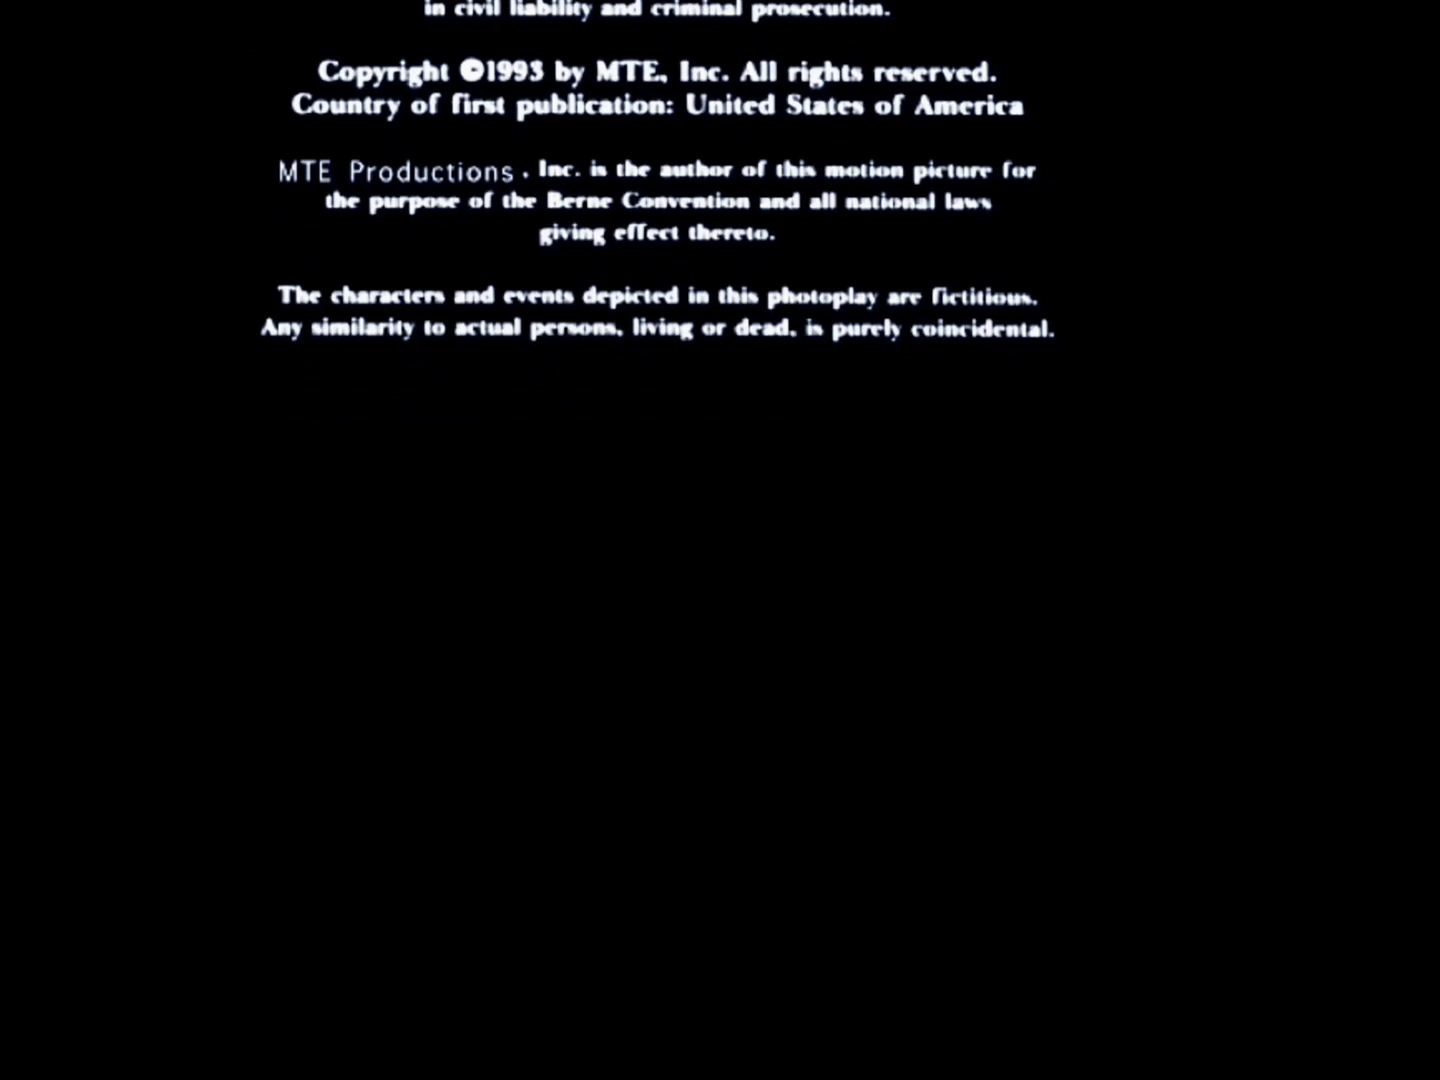 in civil liability and criminal prosecution.
Copyright ©1993 by MTE, Inc. All rights reserved.
Country of first publication: United States of America
MTE Productions, Inc. is the author of this motion picture for
the purpose of the Berne Convention and all national laws
giving effect thereto.
The characters and events depicted in this photoplay are fictitious.
Any similarity to actual persons, living or dead, is purely coincidental.